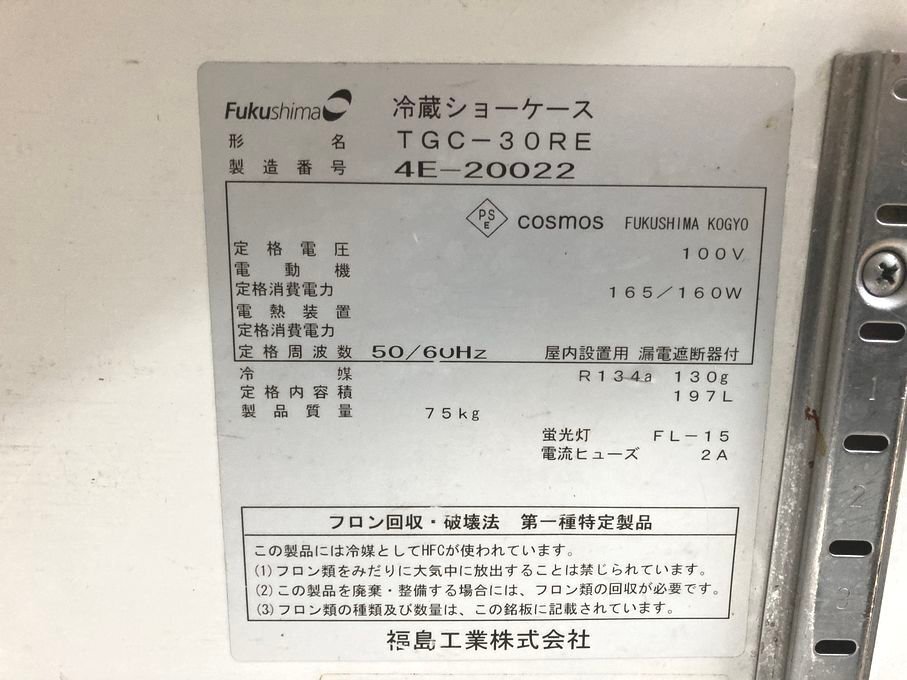 Fukushima 冷蔵ショーケース
形名 TGC-30RE
製造番号 4E-20022
PSE cosmos FUKUSHIMA KOGYO
定格電圧 100V
電動機
定格消費電力 165/160W
電熱装置
定格消費電力
定格周波数 50/60Hz 屋内設置用 漏電遮断器付
冷媒 R134a 130g
定格内容積 197L
製品質量 75kg
蛍光灯 FL-15
電流ヒューズ 2A
フロン回収・破壊法 第一種特定製品
この製品には冷媒としてHFCが使われています。
(1)フロン類をみだりに大気中に放出することは禁じられています。
(2)この製品を廃棄・整備する場合には、フロン類の回収が必要です。
(3)フロン類の種類及び数量は、この銘板に記載されています。
福島工業株式会社
1
2
3